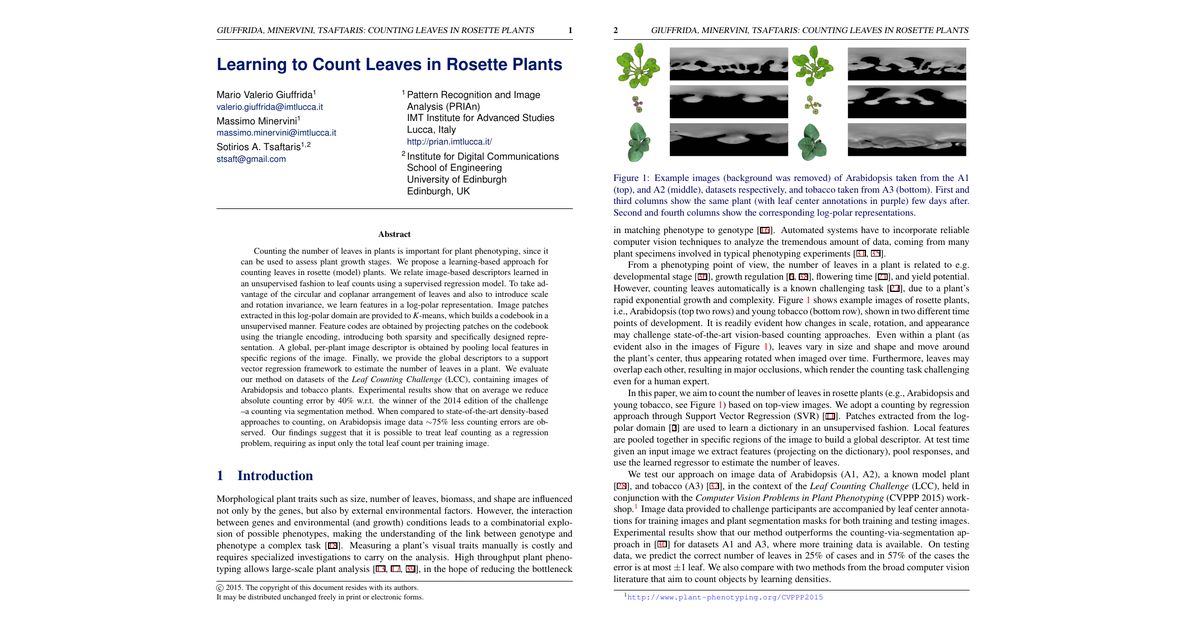 GIUFFRIDA, MINERVINI, TSAFTARIS: COUNTING LEAVES IN ROSETTE PLANTS 1
Learning to Count Leaves in Rosette Plants
Mario Valerio Giuffrida1
valerio.giuffrida@imtlucca.it
Massimo Minervini1
massimo.minervini@imtlucca.it
Sotirios A. Tsaftaris1,2
stsaft@gmail.com
1 Pattern Recognition and Image
Analysis (PRIAn)
IMT Institute for Advanced Studies
Lucca, Italy
http://prian.imtlucca.it/
2 Institute for Digital Communications
School of Engineering
University of Edinburgh
Edinburgh, UK
Abstract
Counting the number of leaves in plants is important for plant phenotyping, since it
can be used to assess plant growth stages. We propose a learning-based approach for
counting leaves in rosette (model) plants. We relate image-based descriptors learned in
an unsupervised fashion to leaf counts using a supervised regression model. To take ad-
vantage of the circular and coplanar arrangement of leaves and also to introduce scale
and rotation invariance, we learn features in a log-polar representation. Image patches
extracted in this log-polar domain are provided to K-means, which builds a codebook in a
unsupervised manner. Feature codes are obtained by projecting patches on the codebook
using the triangle encoding, introducing both sparsity and specifically designed repre-
sentation. A global, per-plant image descriptor is obtained by pooling local features in
specific regions of the image. Finally, we provide the global descriptors to a support
vector regression framework to estimate the number of leaves in a plant. We evaluate
our method on datasets of the Leaf Counting Challenge (LCC), containing images of
Arabidopsis and tobacco plants. Experimental results show that on average we reduce
absolute counting error by 40% w.r.t. the winner of the 2014 edition of the challenge
–a counting via segmentation method. When compared to state-of-the-art density-based
approaches to counting, on Arabidopsis image data ∼75% less counting errors are ob-
served. Our findings suggest that it is possible to treat leaf counting as a regression
problem, requiring as input only the total leaf count per training image.
1 Introduction
Morphological plant traits such as size, number of leaves, biomass, and shape are influenced
not only by the genes, but also by external environmental factors. However, the interaction
between genes and environmental (and growth) conditions leads to a combinatorial explo-
sion of possible phenotypes, making the understanding of the link between genotype and
phenotype a complex task [ ]. Measuring a plant's visual traits manually is costly and
requires specialized investigations to carry on the analysis. High throughput plant pheno-
typing allows large-scale plant analysis [ , , ], in the hope of reducing the bottleneck
© 2015. The copyright of this document resides with its authors.
It may be distributed unchanged freely in print or electronic forms.
2 GIUFFRIDA, MINERVINI, TSAFTARIS: COUNTING LEAVES IN ROSETTE PLANTS
Figure 1: Example images (background was removed) of Arabidopsis taken from the A1
(top), and A2 (middle), datasets respectively, and tobacco taken from A3 (bottom). First and
third columns show the same plant (with leaf center annotations in purple) few days after.
Second and fourth columns show the corresponding log-polar representations.
in matching phenotype to genotype [ ]. Automated systems have to incorporate reliable
computer vision techniques to analyze the tremendous amount of data, coming from many
plant specimens involved in typical phenotyping experiments [ , ].
From a phenotyping point of view, the number of leaves in a plant is related to e.g.
developmental stage [ ], growth regulation [ , ], flowering time [ ], and yield potential.
However, counting leaves automatically is a known challenging task [ ], due to a plant's
rapid exponential growth and complexity. Figure 1 shows example images of rosette plants,
i.e., Arabidopsis (top two rows) and young tobacco (bottom row), shown in two different time
points of development. It is readily evident how changes in scale, rotation, and appearance
may challenge state-of-the-art vision-based counting approaches. Even within a plant (as
evident also in the images of Figure 1), leaves vary in size and shape and move around
the plant's center, thus appearing rotated when imaged over time. Furthermore, leaves may
overlap each other, resulting in major occlusions, which render the counting task challenging
even for a human expert.
In this paper, we aim to count the number of leaves in rosette plants (e.g., Arabidopsis and
young tobacco, see Figure 1) based on top-view images. We adopt a counting by regression
approach through Support Vector Regression (SVR) [ ]. Patches extracted from the log-
polar domain [ ] are used to learn a dictionary in an unsupervised fashion. Local features
are pooled together in specific regions of the image to build a global descriptor. At test time
given an input image we extract features (projecting on the dictionary), pool responses, and
use the learned regressor to estimate the number of leaves.
We test our approach on image data of Arabidopsis (A1, A2), a known model plant
[ ], and tobacco (A3) [ ], in the context of the Leaf Counting Challenge (LCC), held in
conjunction with the Computer Vision Problems in Plant Phenotyping (CVPPP 2015) work-
shop.1 Image data provided to challenge participants are accompanied by leaf center annota-
tions for training images and plant segmentation masks for both training and testing images.
Experimental results show that our method outperforms the counting-via-segmentation ap-
proach in [ ] for datasets A1 and A3, where more training data is available. On testing
data, we predict the correct number of leaves in 25% of cases and in 57% of the cases the
error is at most ±1 leaf. We also compare with two methods from the broad computer vision
literature that aim to count objects by learning densities.
1http://www.plant-phenotyping.org/CVPPP2015